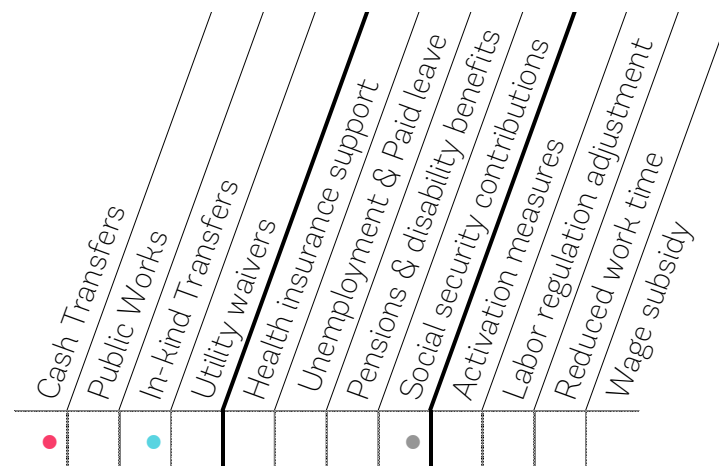 Cash Transfers
Public Works
In-kind Transfers
Utility waivers
Health insurance support
Unemployment & Paid leave
Pensions & disability benefits
Social security contributions
Activation measures
Labor regulation adjustment
Reduced work time
Wage subsidy